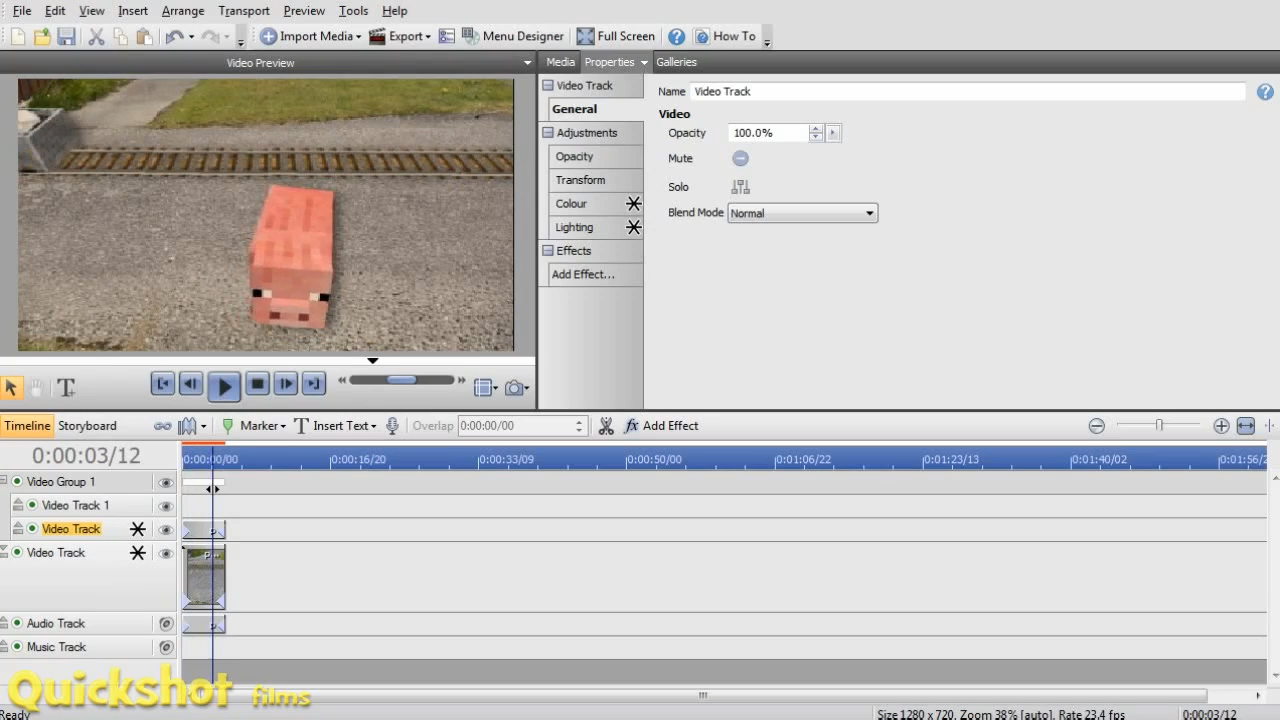 File Edit View Insert Arrange Transport Preview Tools Help
Import Media Export Menu Designer Full Screen How To
Video Preview Media Properties Galleries
Video Track
Name Video Track
General
Video
Adjustments
Opacity 100.0%
Opacity
Mute
Transform
Solo
Colour
Blend Mode Normal
Lighting
Effects
Add Effect...
Timeline Storyboard Marker Insert Text Overlap 0:00:00/00 Add Effect
0:00:03/12
0:00:00/00 0:00:16/20 0:00:33/09 0:00:50/00 0:01:06/22 0:01:23/13 0:01:40/02
Video Group 1
Video Track 1
Video Track
Video Track
Audio Track
Music Track
Quickshot films
Ready
Size 1280 x 720, Zoom 38% [auto], Rate 23.4 fps 0:00:03/12